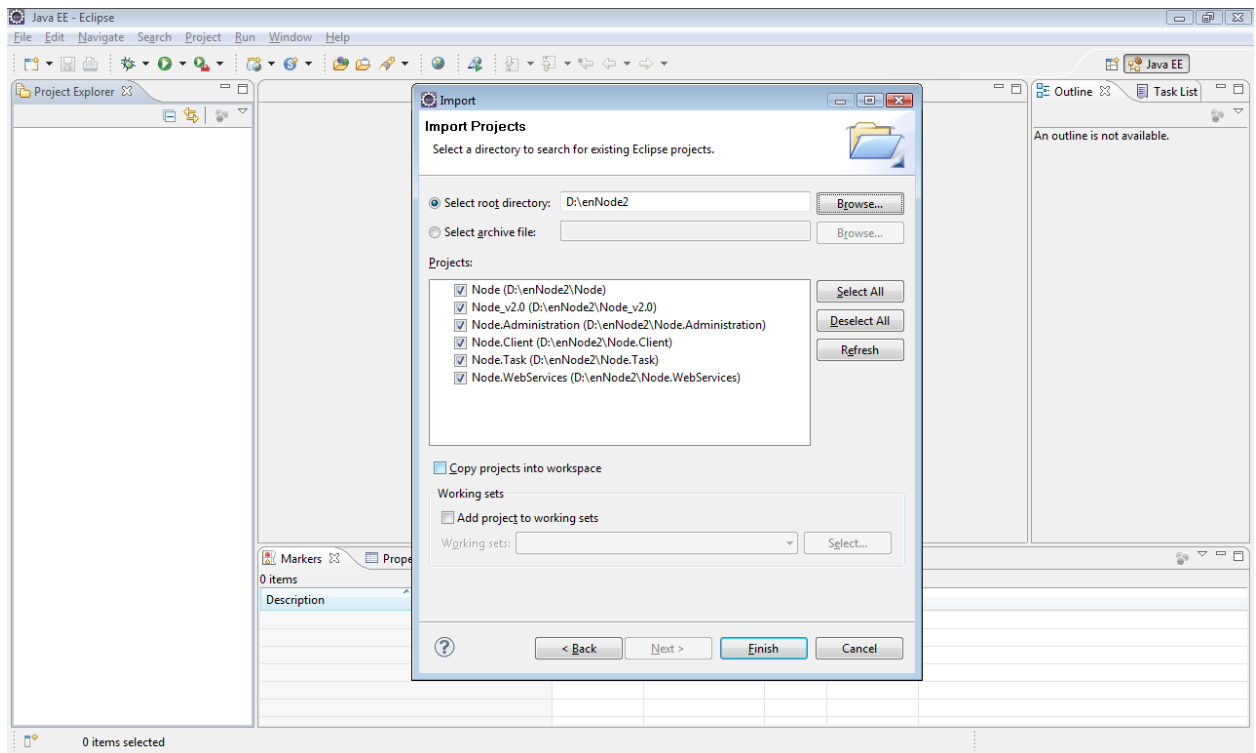 Java EE - Eclipse
File Edit Navigate Search Project Run Window Help
Java EE
Project Explorer
Outline Task List
An outline is not available.
Import
Import Projects
Select a directory to search for existing Eclipse projects.
Select root directory: D:\enNode2 Browse...
Select archive file: Browse...
Projects:
Node (D:\enNode2\Node)
Node_v2.0 (D:\enNode2\Node_v2.0)
Node.Administration (D:\enNode2\Node.Administration)
Node.Client (D:\enNode2\Node.Client)
Node.Task (D:\enNode2\Node.Task)
Node.WebServices (D:\enNode2\Node.WebServices)
Select All
Deselect All
Refresh
Copy projects into workspace
Working sets
Add project to working sets
Working sets: Select...
? < Back Next > Finish Cancel
Markers Prope
0 items
Description
0 items selected